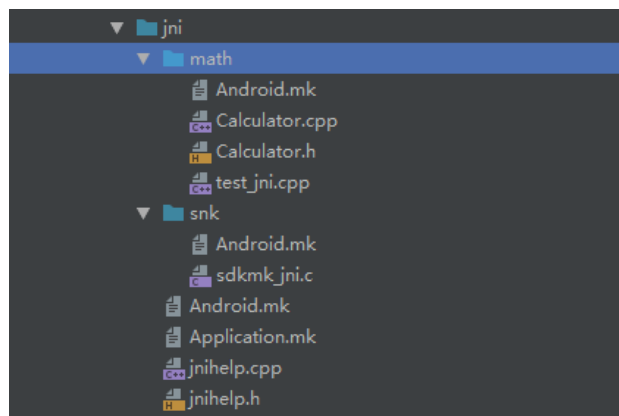 jni
math
Android.mk
Calculator.cpp
Calculator.h
test_jni.cpp
snk
Android.mk
sdkmk_jni.c
Android.mk
Application.mk
jnihelp.cpp
jnihelp.h